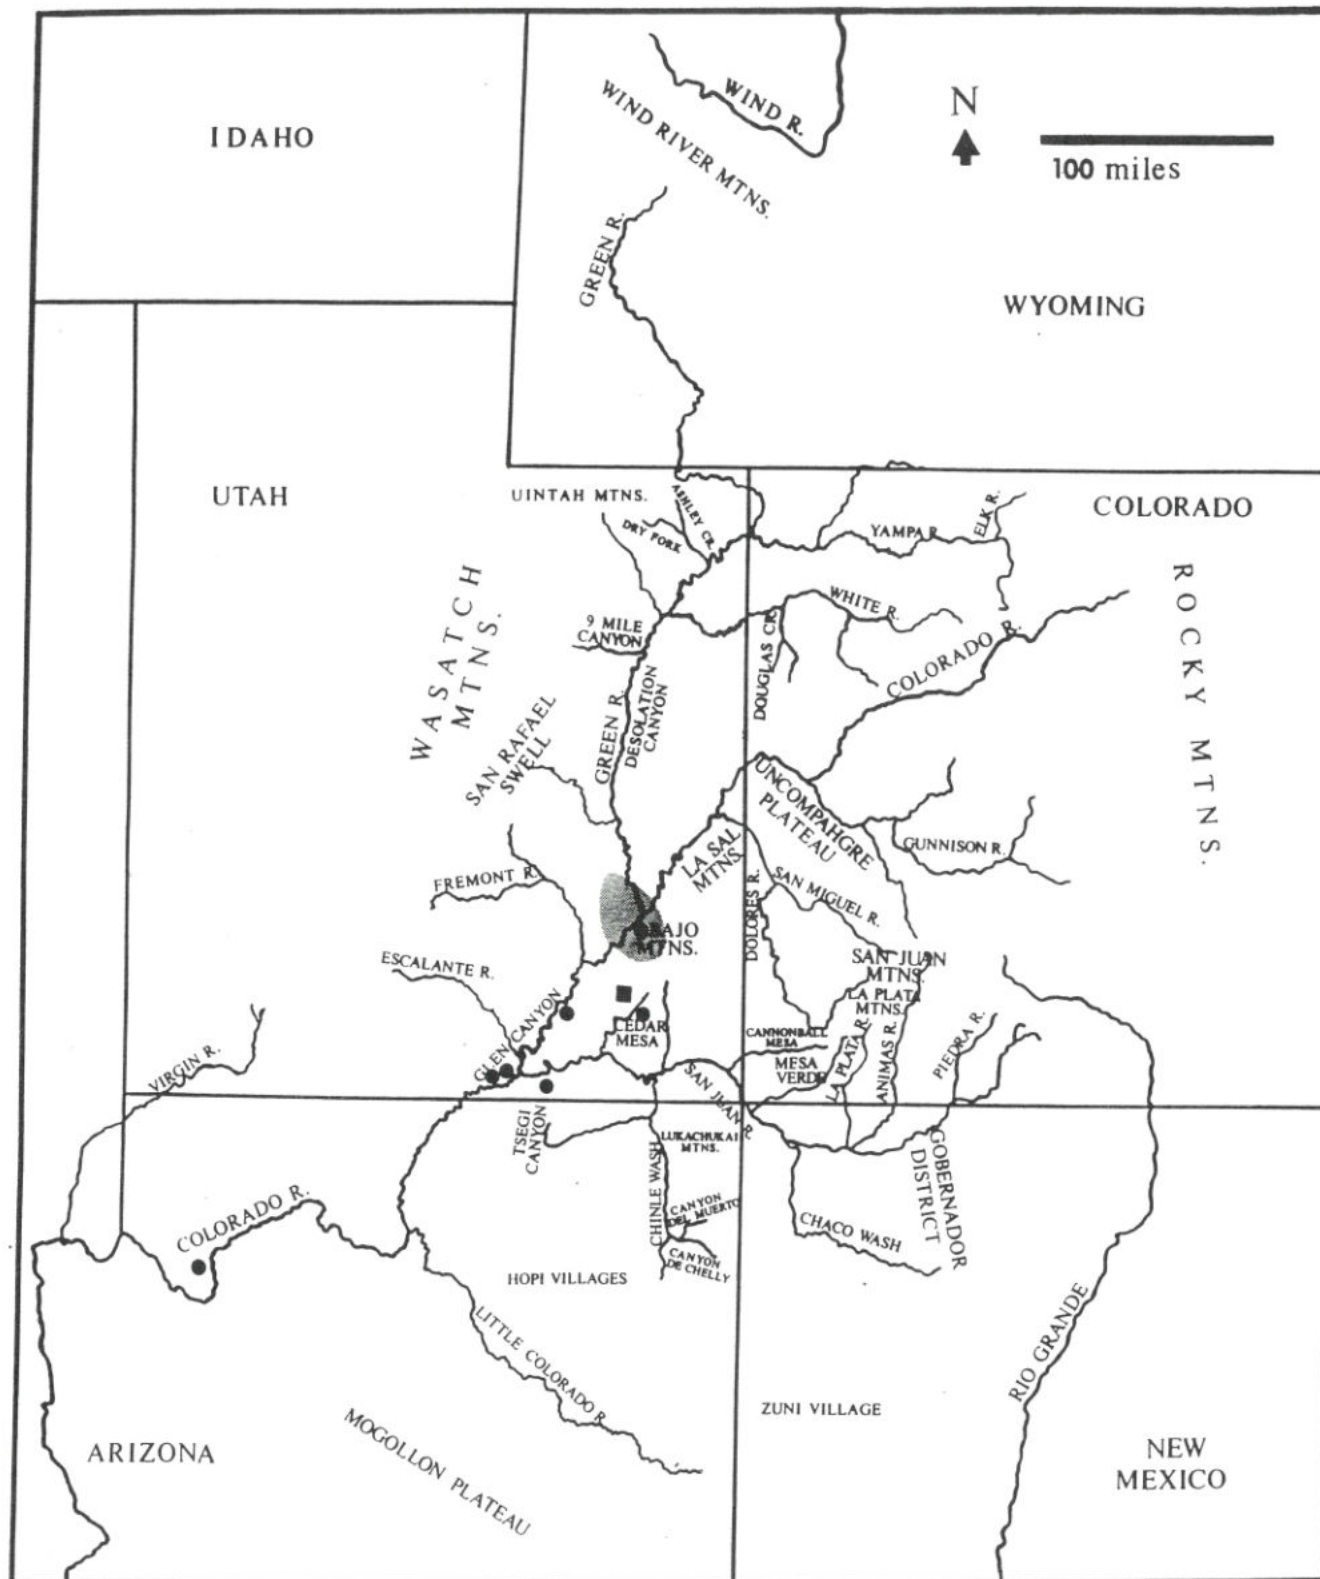 IDAHO
WIND R.
WIND RIVER MTNS.
N
100 miles
GREEN R.
WYOMING
UTAH
UINTAH MTNS.
ASHLEY CR.
DRY FORK
YAMPA R.
ELK R.
COLORADO
WASATCH
MTNS.
9 MILE
CANYON
WHITE R.
DOUGLAS CR.
COLORADO R.
ROCKY MTNS.
SAN RAFAEL
SWELL
GREEN R.
DESOLATION
CANYON
UNCOMPAHGRE
PLATEAU
LA SAL
MTNS.
GUNNISON R.
FREMONT R.
DOLORES R.
SAN MIGUEL R.
ABAJO
MTNS.
ESCALANTE R.
SAN JUAN
MTNS.
LA PLATA
MTNS.
GLEN CANYON
CEDAR
MESA
CANNONBALL
MESA
MESA
VERDE
LA PLATA R.
ANIMAS R.
PIEDRA R.
VIRGIN R.
SAN JUAN R.
TSEGI
CANYON
LUKACHUKAI
MTNS.
CHINLE WASH
CANYON
DEL MUERTO
CANYON
DE CHELLY
CHACO WASH
GOBERNADOR
DISTRICT
COLORADO R.
HOPI VILLAGES
LITTLE COLORADO R.
RIO GRANDE
ZUNI VILLAGE
ARIZONA
MOGOLLON PLATEAU
NEW
MEXICO